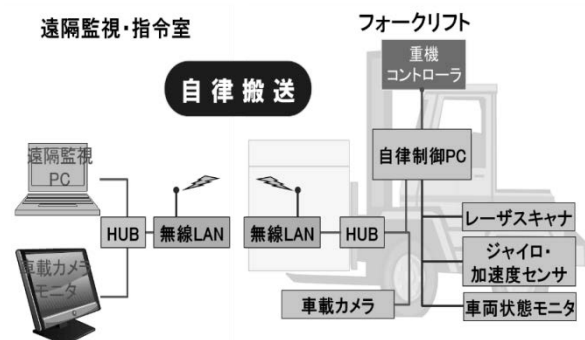 遠隔監視・指令室
フォークリフト
重機
コントローラ
自律搬送
遠隔監視
PC
自律制御PC
HUB
無線LAN
無線LAN
HUB
レーザスキャナ
ジャイロ・
加速度センサ
車載カメラ
モニタ
車載カメラ
車両状態モニタ